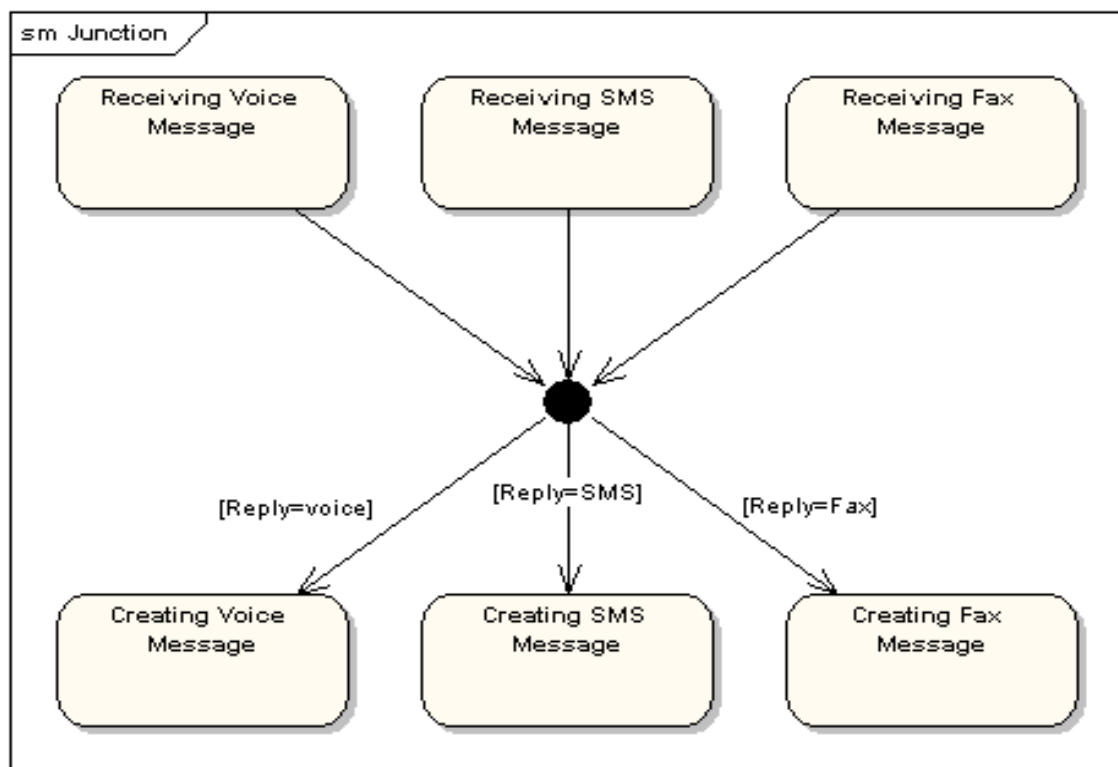 sm Junction
Receiving Voice
Message
Receiving SMS
Message
Receiving Fax
Message
[Reply=voice]
[Reply=SMS]
[Reply=Fax]
Creating Voice
Message
Creating SMS
Message
Creating Fax
Message